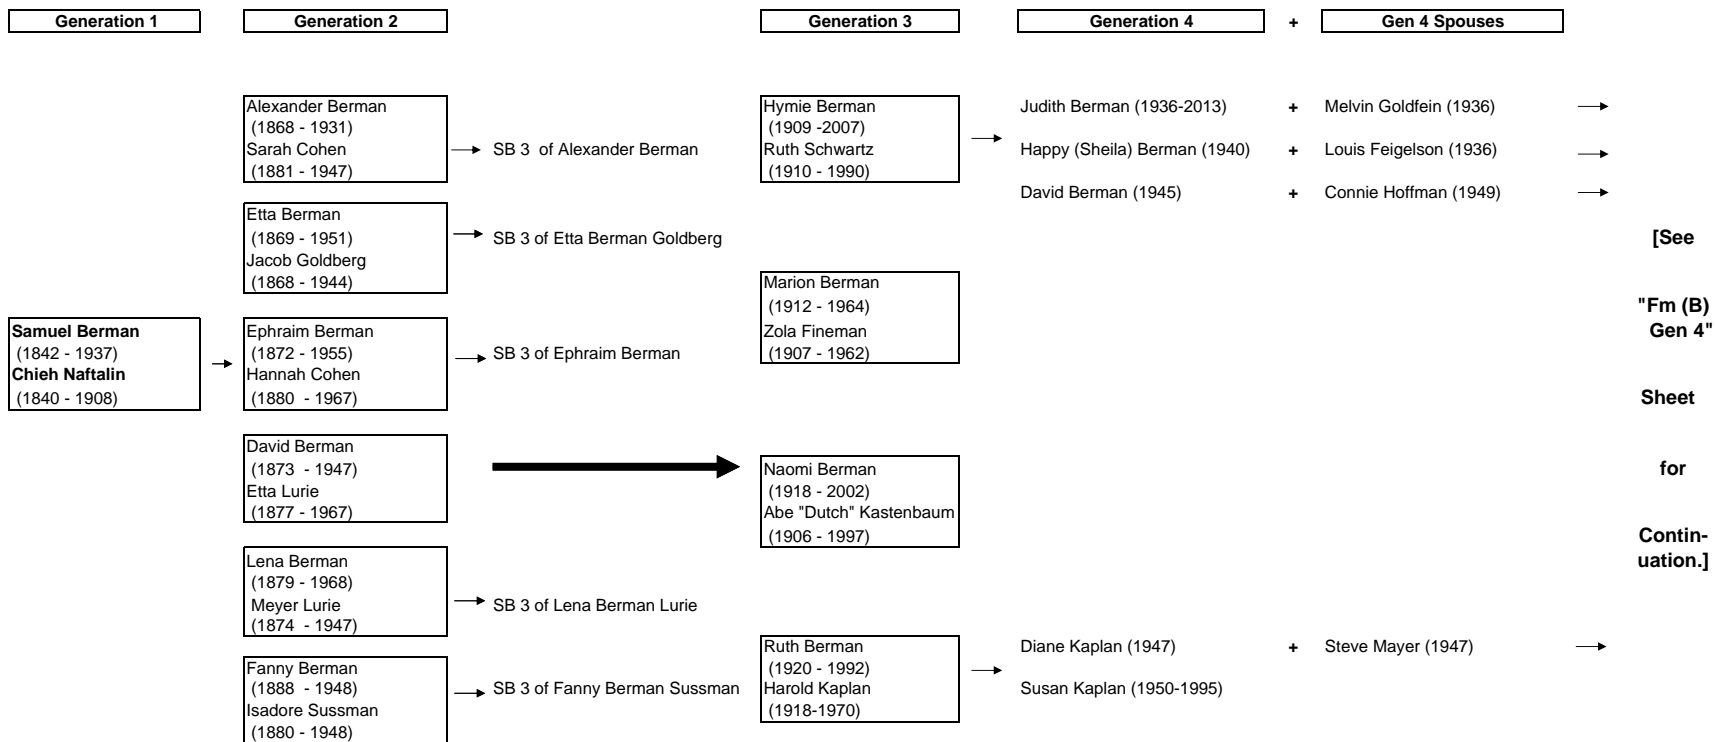 Generation 1
Generation 2
Generation 3
Generation 4
+
Gen 4 Spouses
Samuel Berman
(1842 - 1937)
Chieh Naftalin
(1840 - 1908)
Alexander Berman
(1868 - 1931)
Sarah Cohen
(1881 - 1947)
SB 3 of Alexander Berman
Etta Berman
(1869 - 1951)
Jacob Goldberg
(1868 - 1944)
SB 3 of Etta Berman Goldberg
Ephraim Berman
(1872 - 1955)
Hannah Cohen
(1880 - 1967)
SB 3 of Ephraim Berman
David Berman
(1873 - 1947)
Etta Lurie
(1877 - 1967)
Lena Berman
(1879 - 1968)
Meyer Lurie
(1874 - 1947)
SB 3 of Lena Berman Lurie
Fanny Berman
(1888 - 1948)
Isadore Sussman
(1880 - 1948)
SB 3 of Fanny Berman Sussman
Hymie Berman
(1909 -2007)
Ruth Schwartz
(1910 - 1990)
Marion Berman
(1912 - 1964)
Zola Fineman
(1907 - 1962)
Naomi Berman
(1918 - 2002)
Abe "Dutch" Kastenbaum
(1906 - 1997)
Ruth Berman
(1920 - 1992)
Harold Kaplan
(1918-1970)
Judith Berman (1936-2013) + Melvin Goldfein (1936)
Happy (Sheila) Berman (1940) + Louis Feigelson (1936)
David Berman (1945) + Connie Hoffman (1949)
Diane Kaplan (1947) + Steve Mayer (1947)
Susan Kaplan (1950-1995)
[See
"Fm (B)
Gen 4"
Sheet
for
Contin-
uation.]